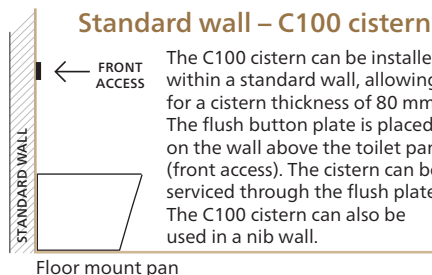 Standard wall – C100 cistern
FRONT
ACCESS
The C100 cistern can be installe
within a standard wall, allowing
for a cistern thickness of 80 mm
The flush button plate is placed
on the wall above the toilet pan
(front access). The cistern can be
serviced through the flush plate
The C100 cistern can also be
used in a nib wall.
STANDARD WALL
Floor mount pan